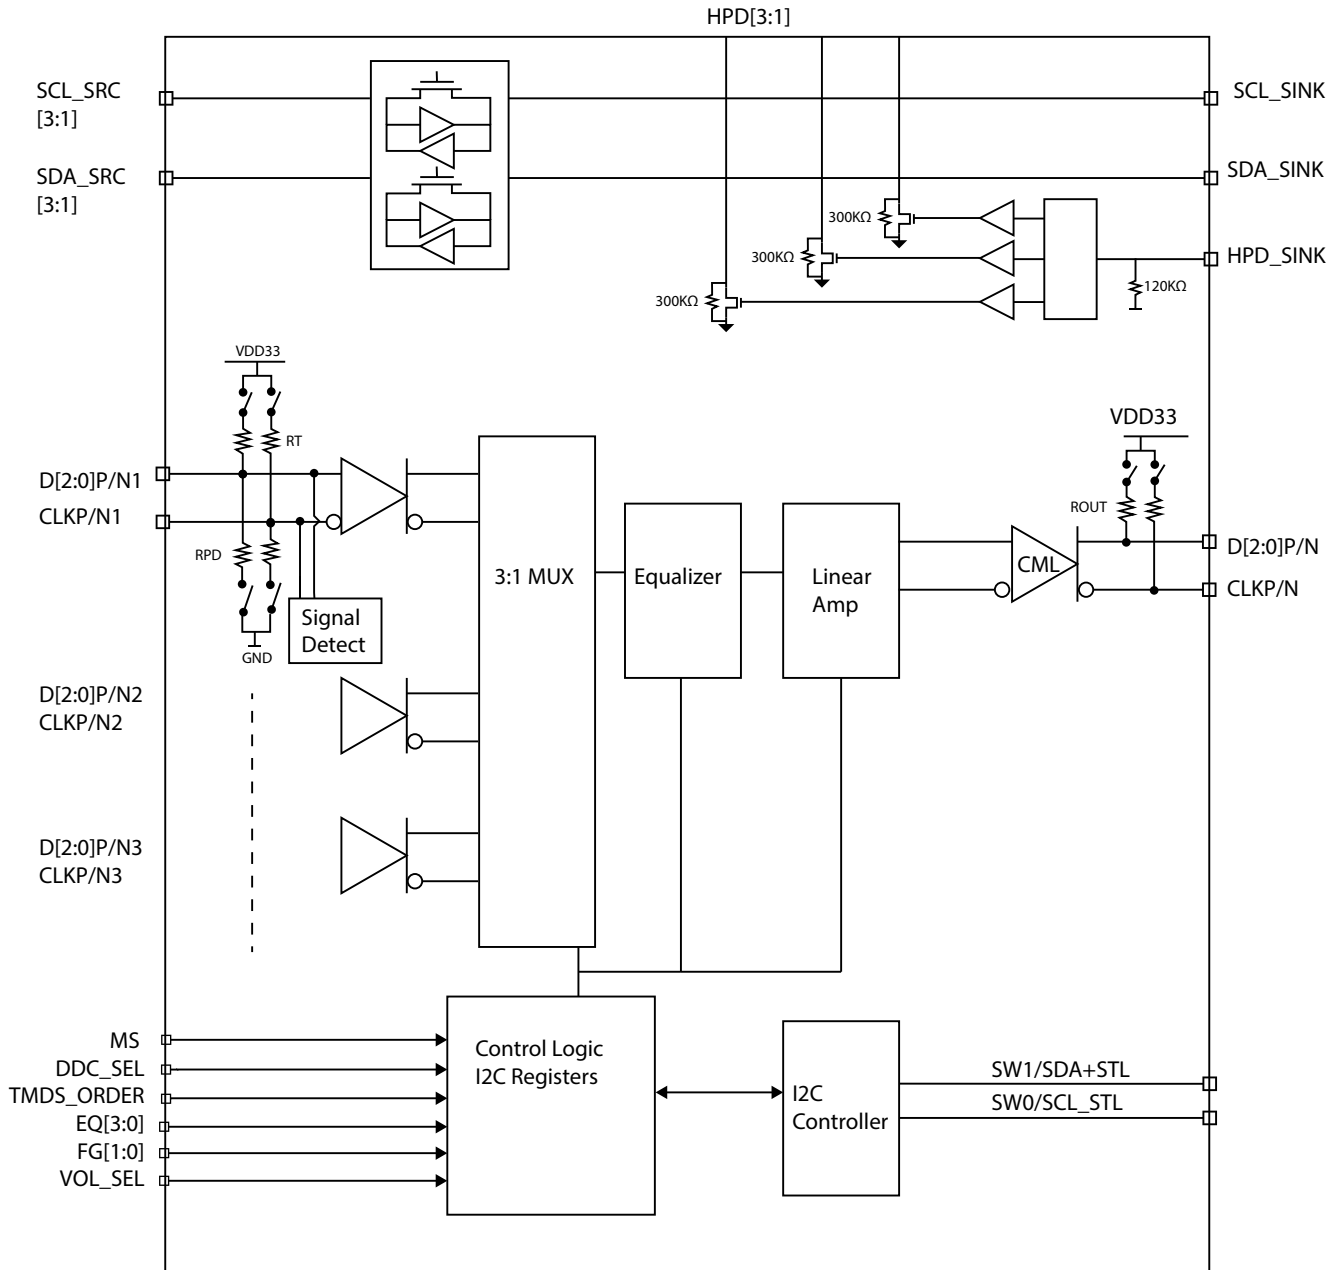 HPD[3:1]
SCL_SRC
[3:1]
SCL_SINK
SDA_SRC
[3:1]
SDA_SINK
300KΩ
300KΩ
300KΩ
HPD_SINK
120KΩ
VDD33
RT
D[2:0]P/N1
CLKP/N1
RPD
GND
Signal
Detect
3:1 MUX
Equalizer
Linear
Amp
CML
VDD33
ROUT
D[2:0]P/N
CLKP/N
D[2:0]P/N2
CLKP/N2
D[2:0]P/N3
CLKP/N3
MS
DDC_SEL
TMDS_ORDER
EQ[3:0]
FG[1:0]
VOL_SEL
Control Logic
I2C Registers
I2C
Controller
SW1/SDA+STL
SW0/SCL_STL